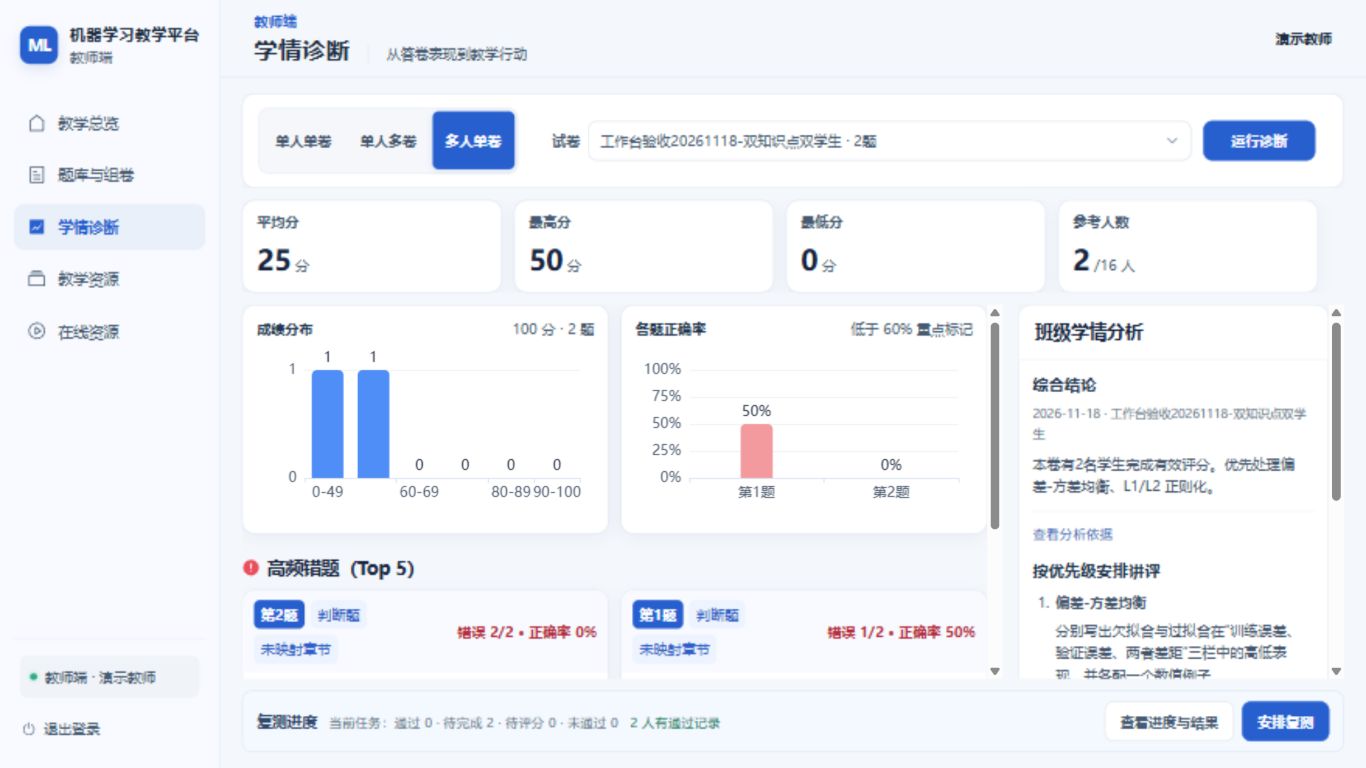 ML
机器学习教学平台
教师端
教学总览
题库与组卷
学情诊断
教学资源
在线资源
教师端 · 演示教师
退出登录
教师端
学情诊断
从答卷表现到教学行动
演示教师
单人单卷 单人多卷 多人单卷
试卷 工作台验收20261118-双知识点双学生 · 2题
运行诊断
平均分
25 分
最高分
50 分
最低分
0 分
参考人数
2 /16 人
成绩分布 100 分 · 2 题
1 1
1
0 0 0 0
0
0-49 60-69 80-89 90-100
各题正确率 低于 60% 重点标记
100%
75%
50%
25%
0%
50%
0%
第1题 第2题
高频错题（Top 5）
第2题 判断题
未映射章节
错误 2/2 • 正确率 0%
第1题 判断题
未映射章节
错误 1/2 • 正确率 50%
班级学情分析
综合结论
2026-11-18 · 工作台验收20261118-双知识点双学
生
本卷有2名学生完成有效评分。优先处理偏
差-方差均衡、L1/L2 正则化。
查看分析依据
按优先级安排讲评
1. 偏差-方差均衡
分别写出欠拟合与过拟合在“训练误差、
验证误差、两者差距”三栏中的高低表
现，并各配一个数值例子
复测进度 当前任务：通过 0 · 待完成 2 · 待评分 0 · 未通过 0 2 人有通过记录
查看进度与结果
安排复测